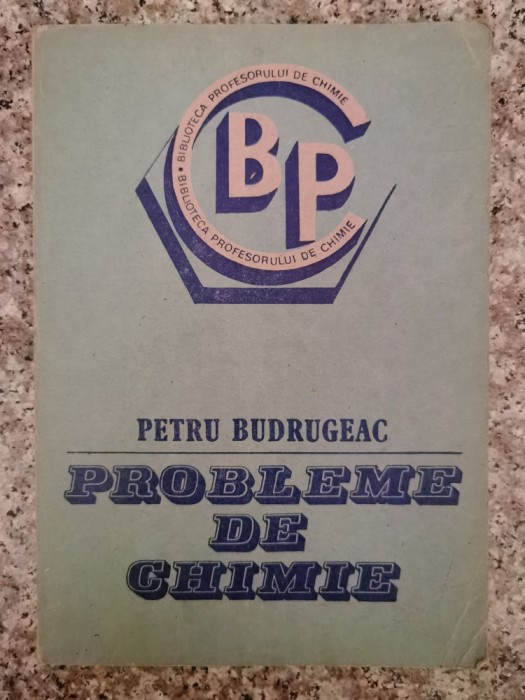 BIBLIOTECA PROFESORULUI DE CHIMIE
BP
• BIBLIOTECA PROFESORULUI DE CHIMIE
PETRU BUDRUGEAC
PROBLEME
DE
CHIMIE